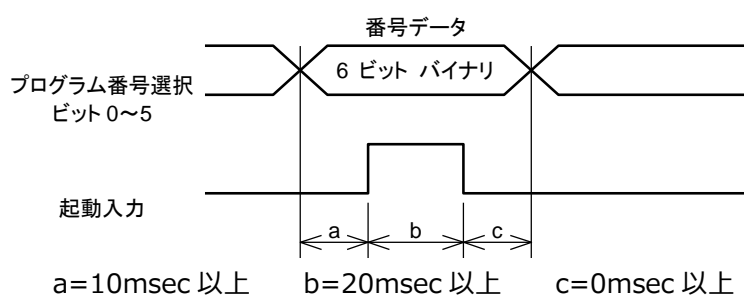 番号データ
6 ビット バイナリ
プログラム番号選択
ビット 0～5
起動入力
a b c
a=10msec 以上 b=20msec 以上 c=0msec 以上